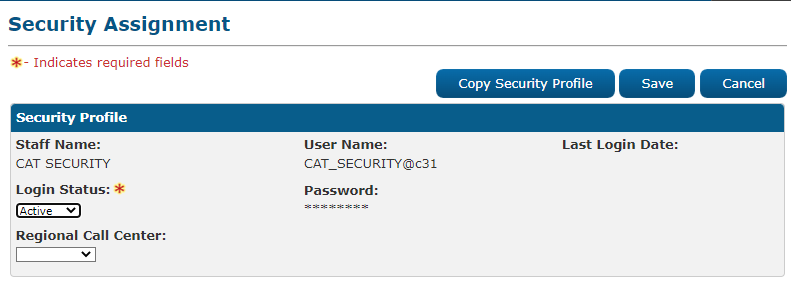 Security Assignment
*- Indicates required fields
Copy Security Profile Save Cancel
Security Profile
Staff Name: User Name: Last Login Date:
CAT SECURITY CAT_SECURITY@c31
Login Status: * Password:
Active ********
Regional Call Center: